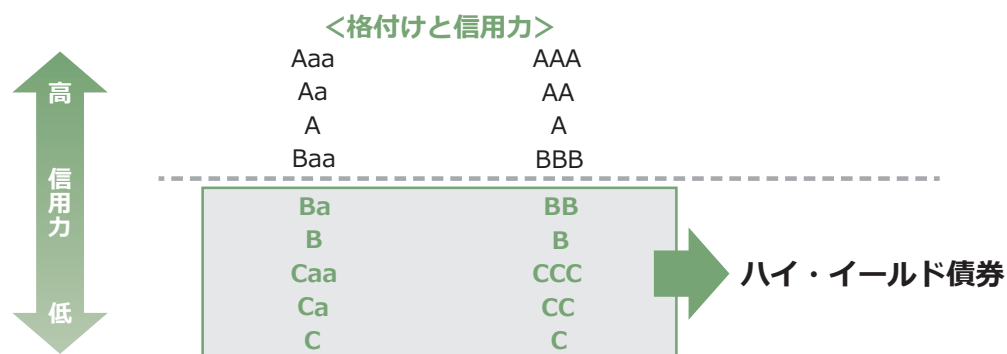 ＜格付けと信用力＞
高
信用力
低
Aaa AAA
Aa AA
A A
Baa BBB
Ba BB
B B
Caa CCC
Ca CC
C C
ハイ・イールド債券